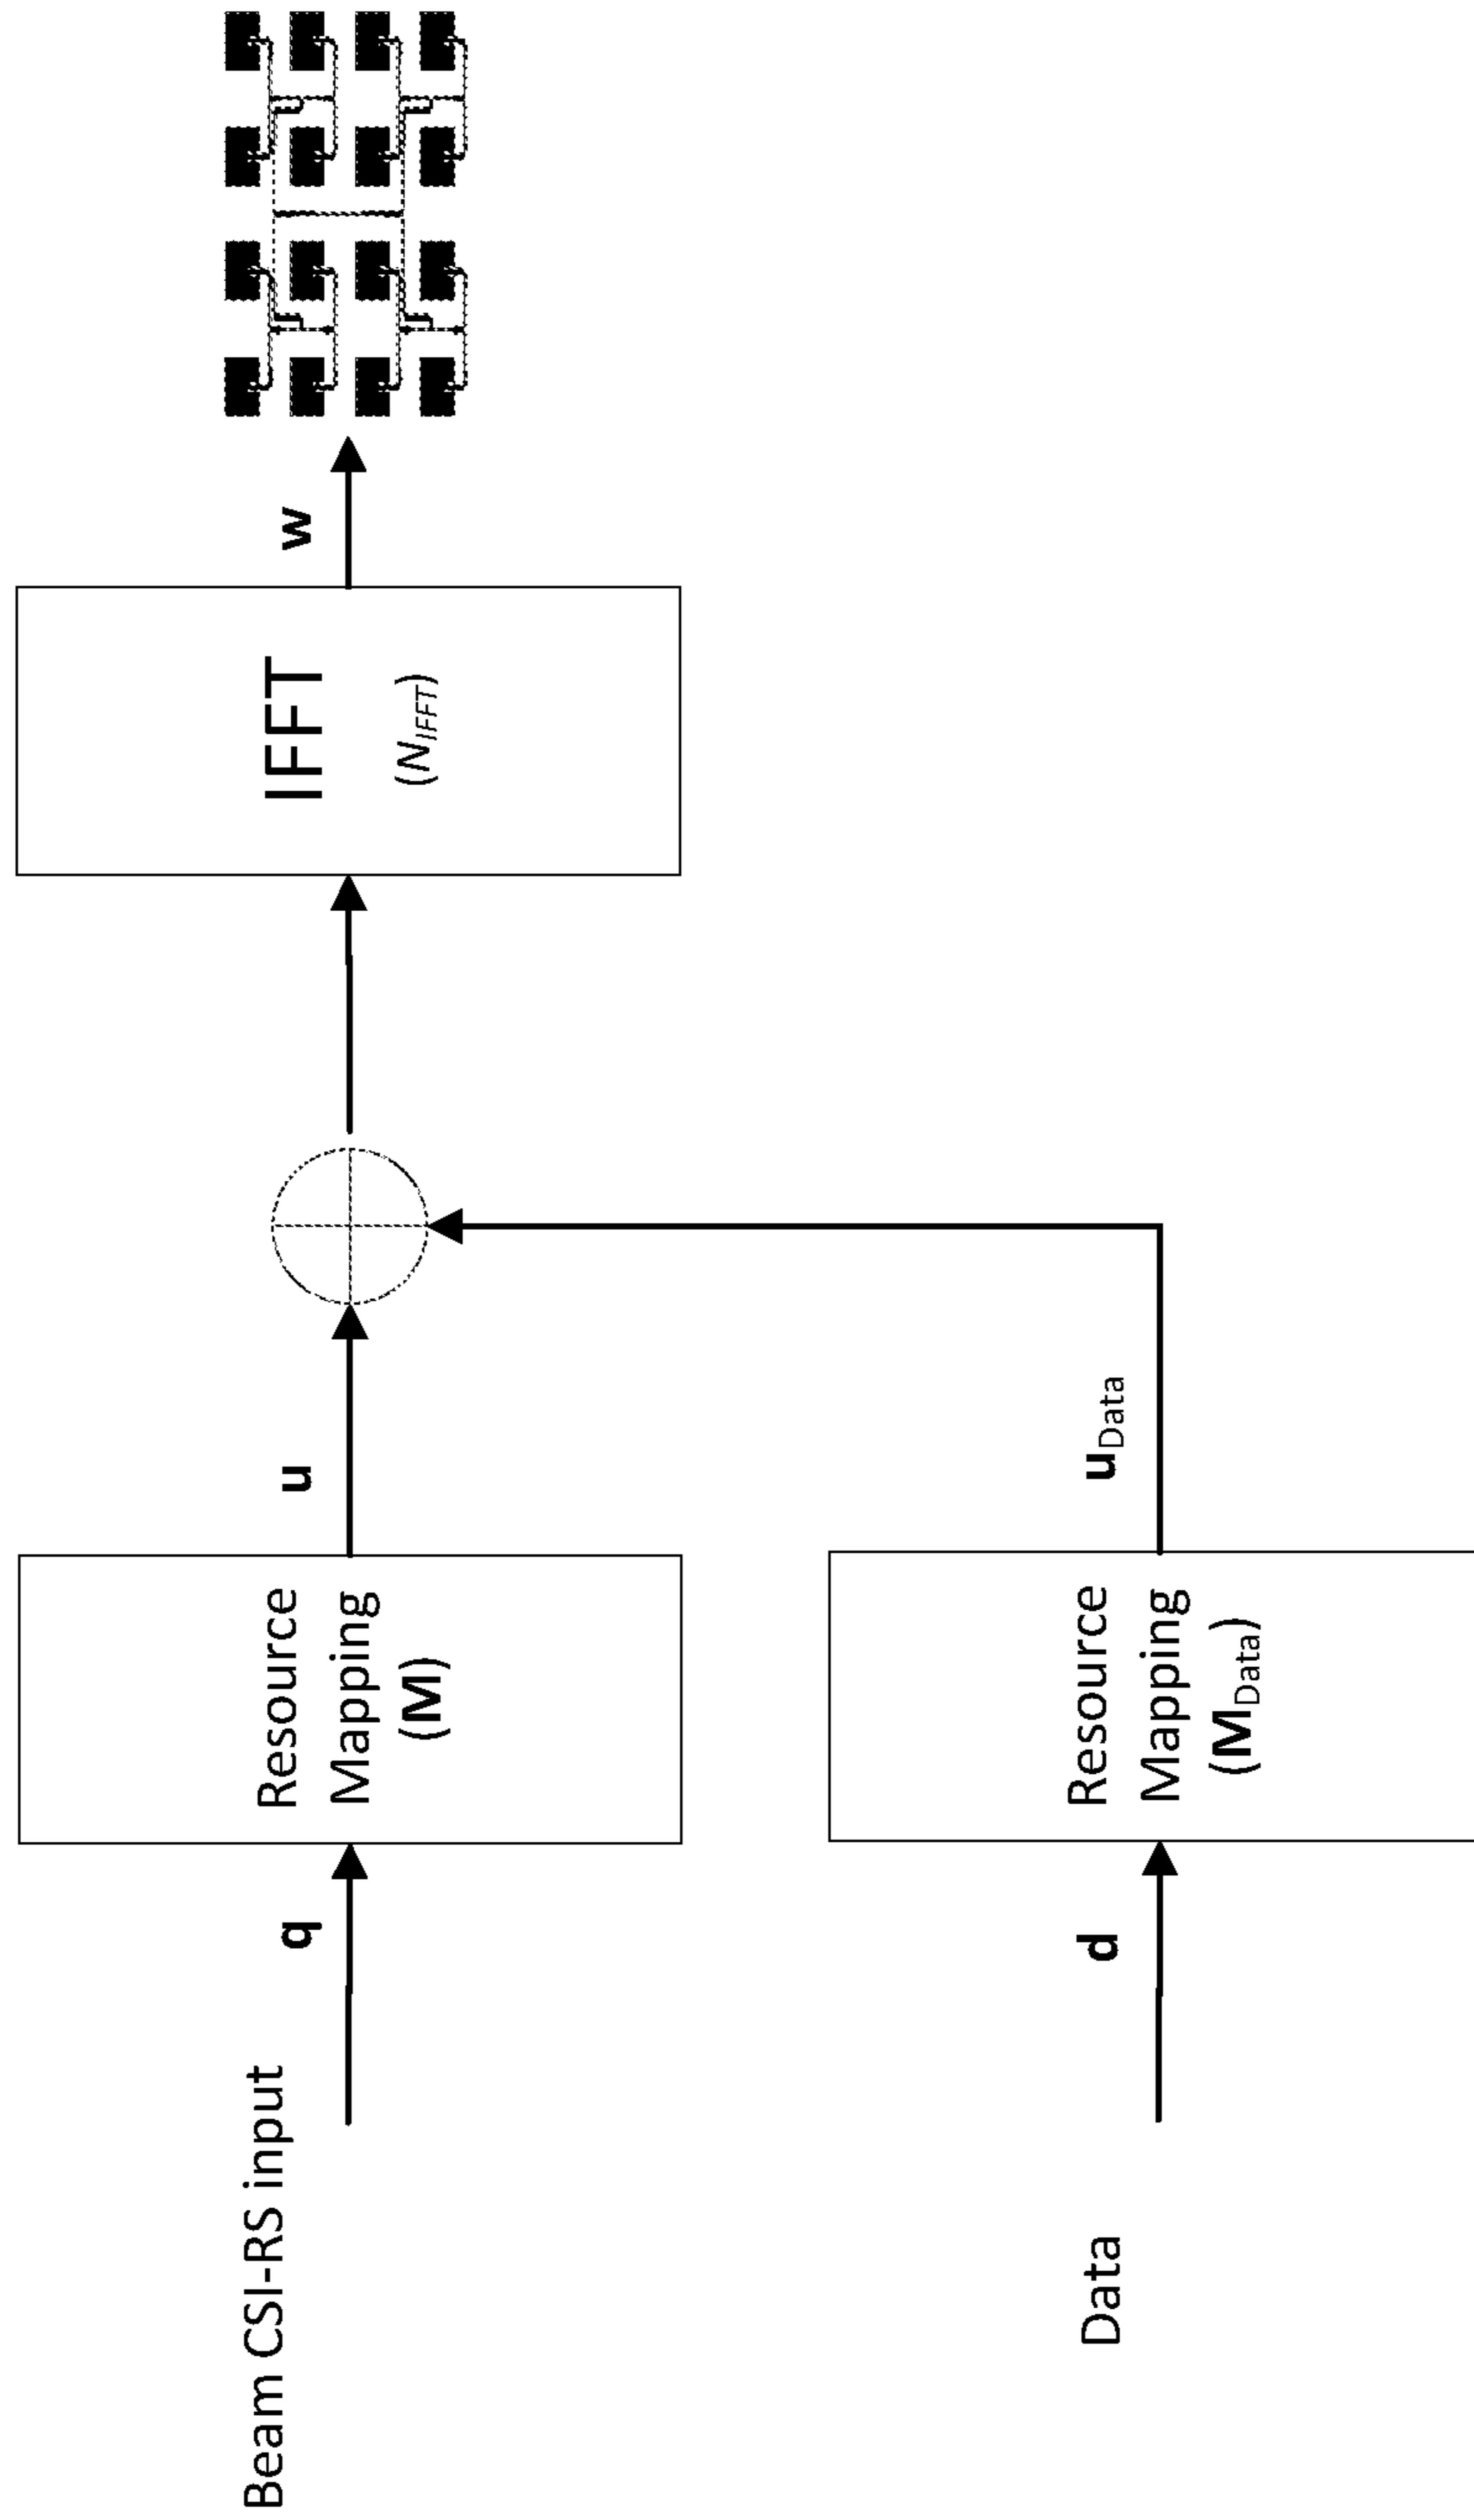 Beam CSI-RS input
q
Resource
Mapping
(M)
u
IFFT
(N_IFFT)
w
Data
d
Resource
Mapping
(M_Data)
u_Data